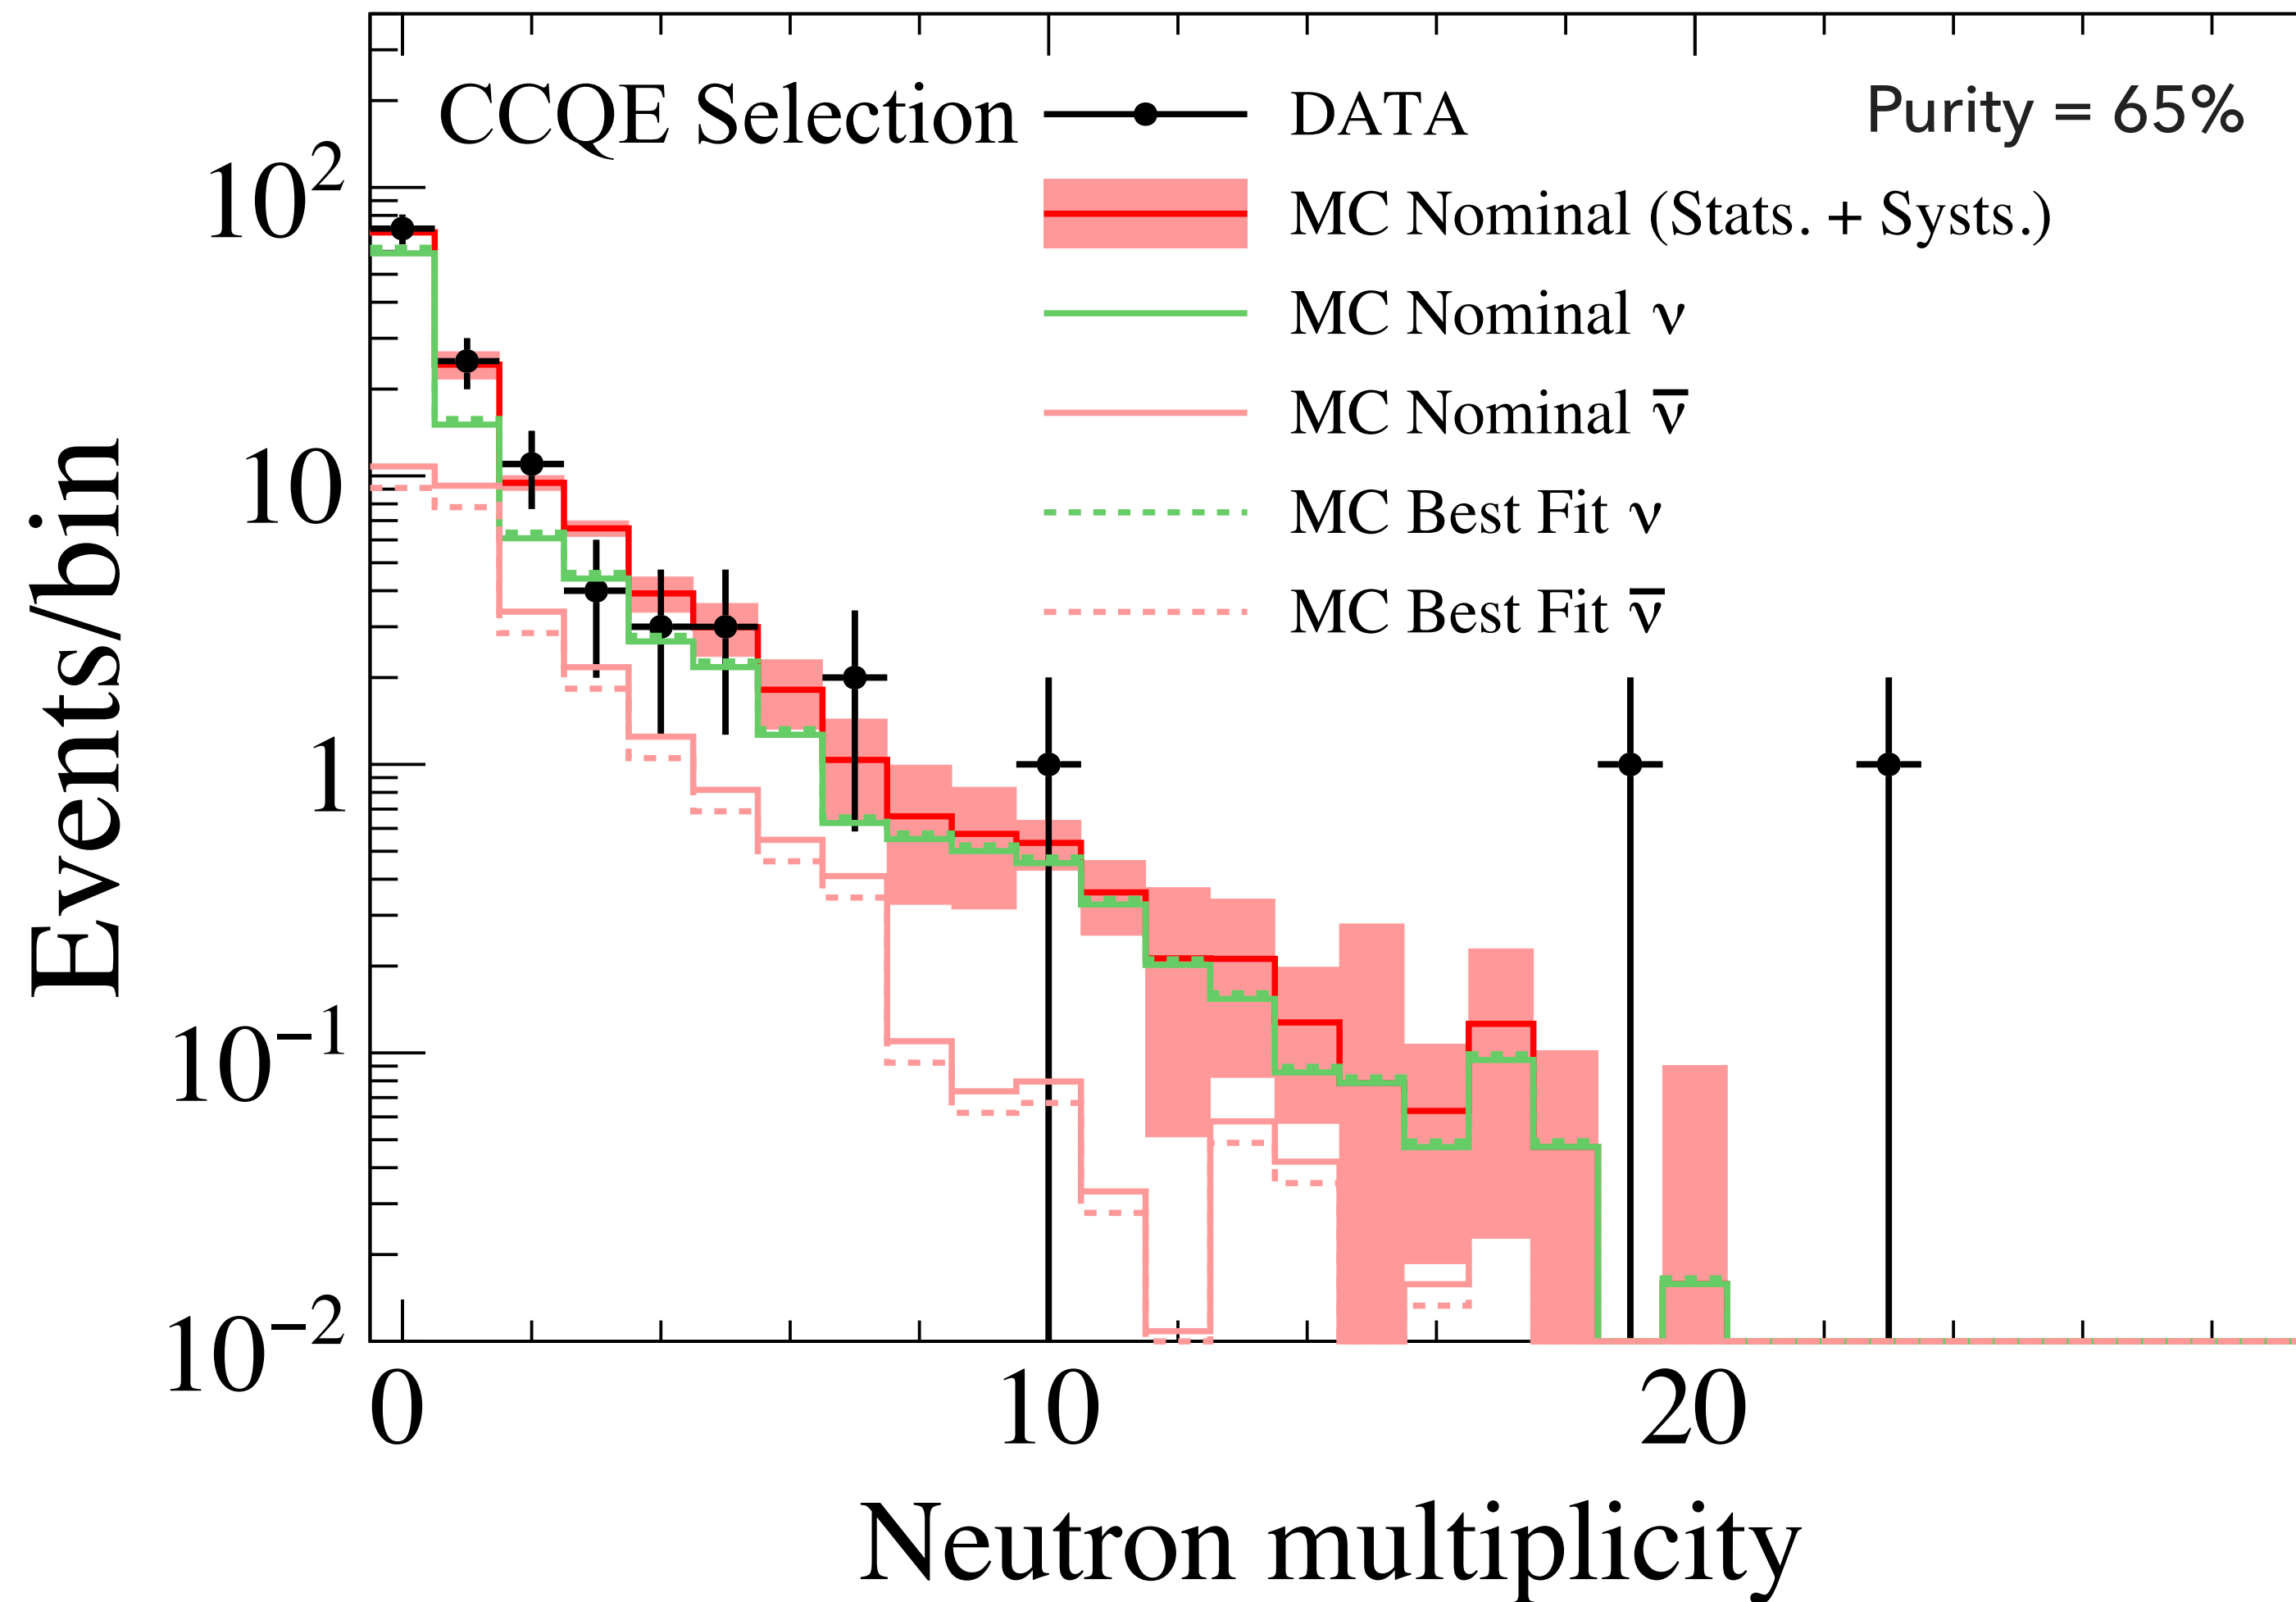 CCQE Selection
DATA
Purity = 65%
MC Nominal (Stats. + Systs.)
MC Nominal ν
MC Nominal ν̅
MC Best Fit ν
MC Best Fit ν̅
Events/bin
10²
10
1
10⁻¹
10⁻²
0
10
20
Neutron multiplicity